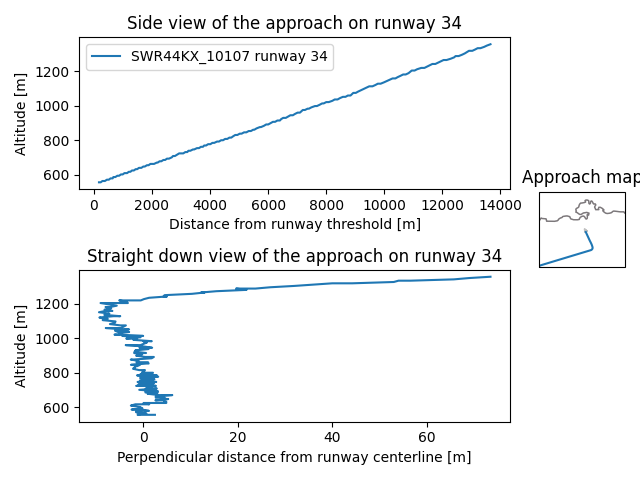 Side view of the approach on runway 34
SWR44KX_10107 runway 34
Altitude [m]
1200
1000
800
600
0 2000 4000 6000 8000 10000 12000 14000
Distance from runway threshold [m]
Approach map
Straight down view of the approach on runway 34
Altitude [m]
1200
1000
800
600
0 20 40 60
Perpendicular distance from runway centerline [m]